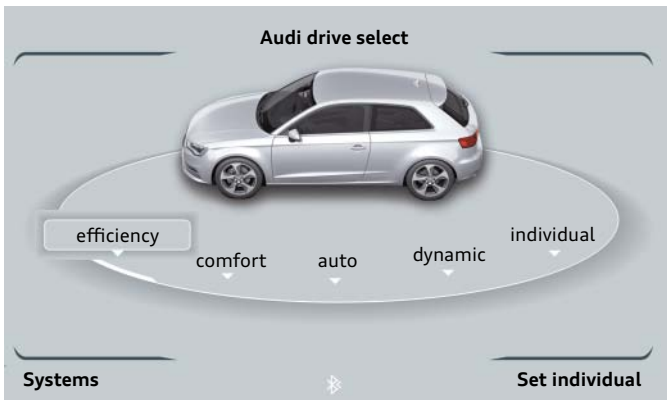 Audi drive select
efficiency
comfort
auto
dynamic
individual
Systems
Set individual